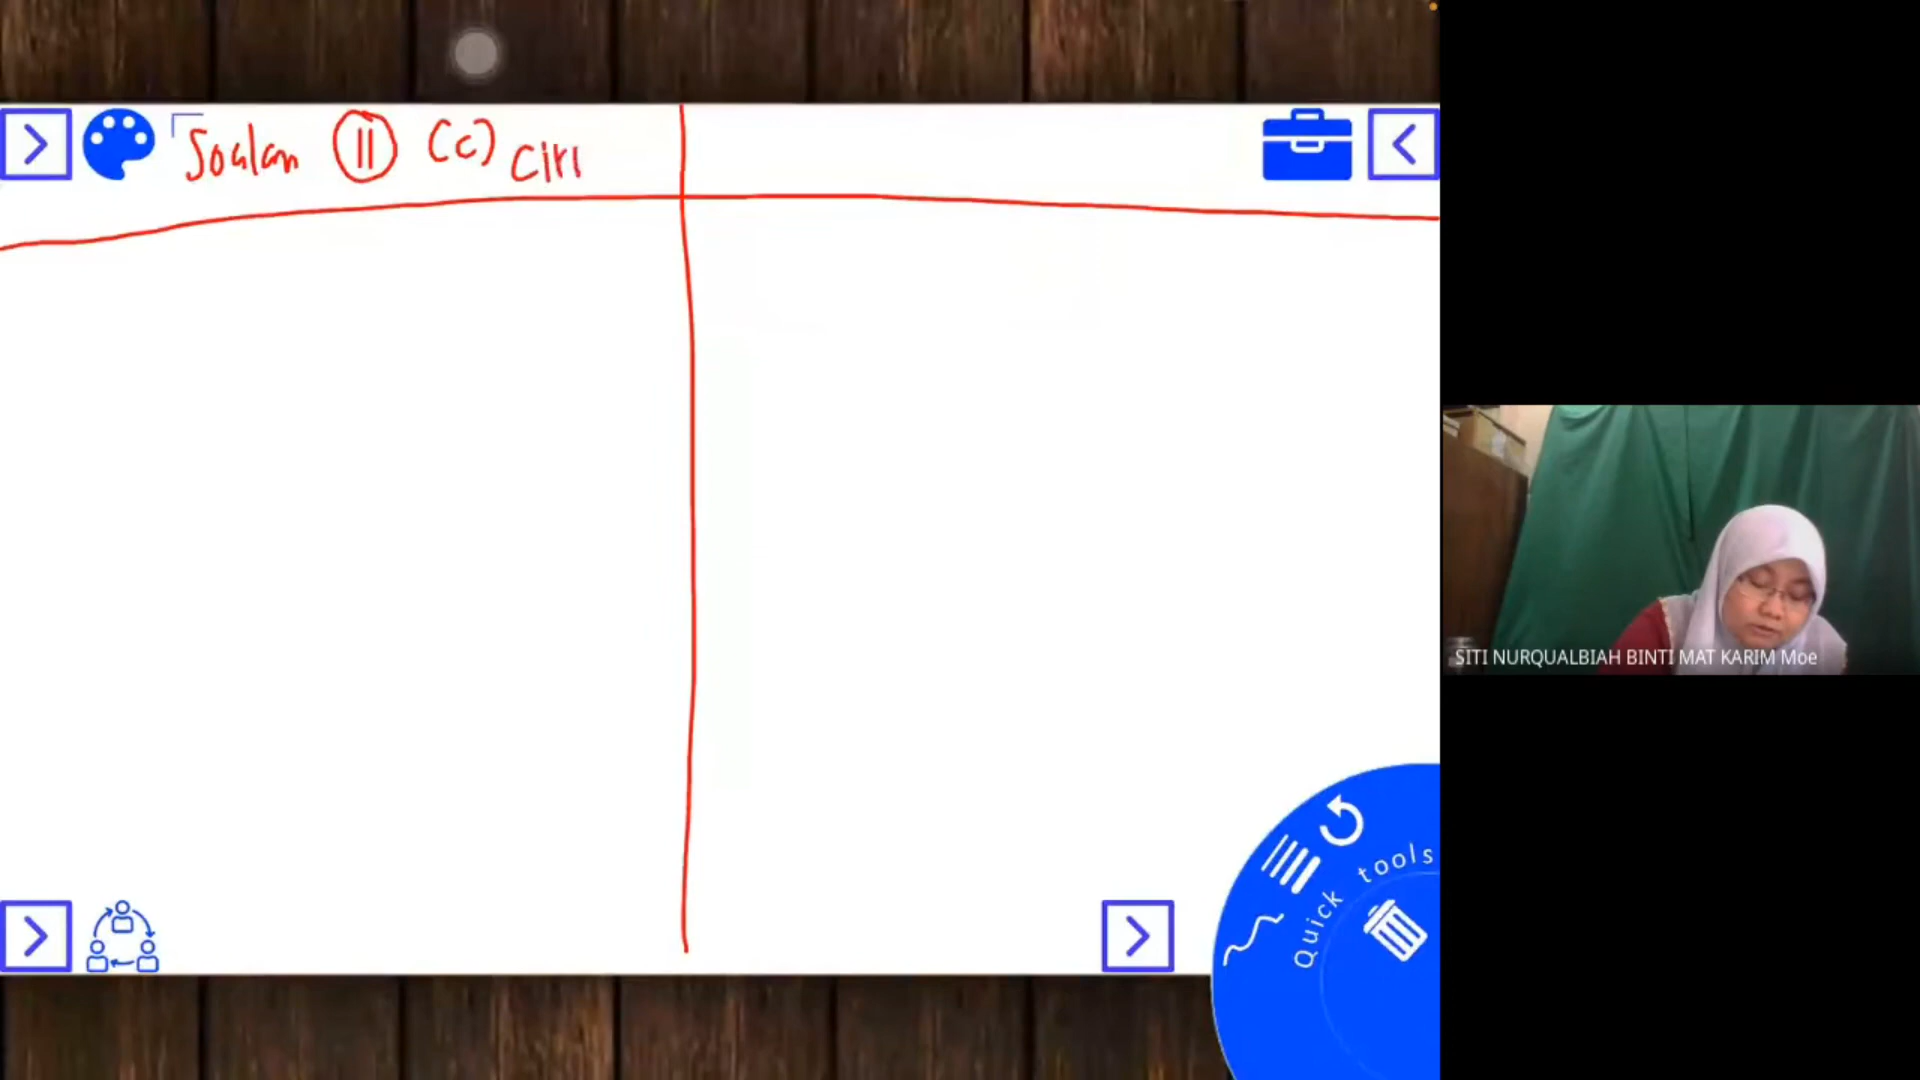 Soalan 11 (c) Ciri
Quick tools
SITI NURQUALBIAH BINTI MAT KARIM Moe